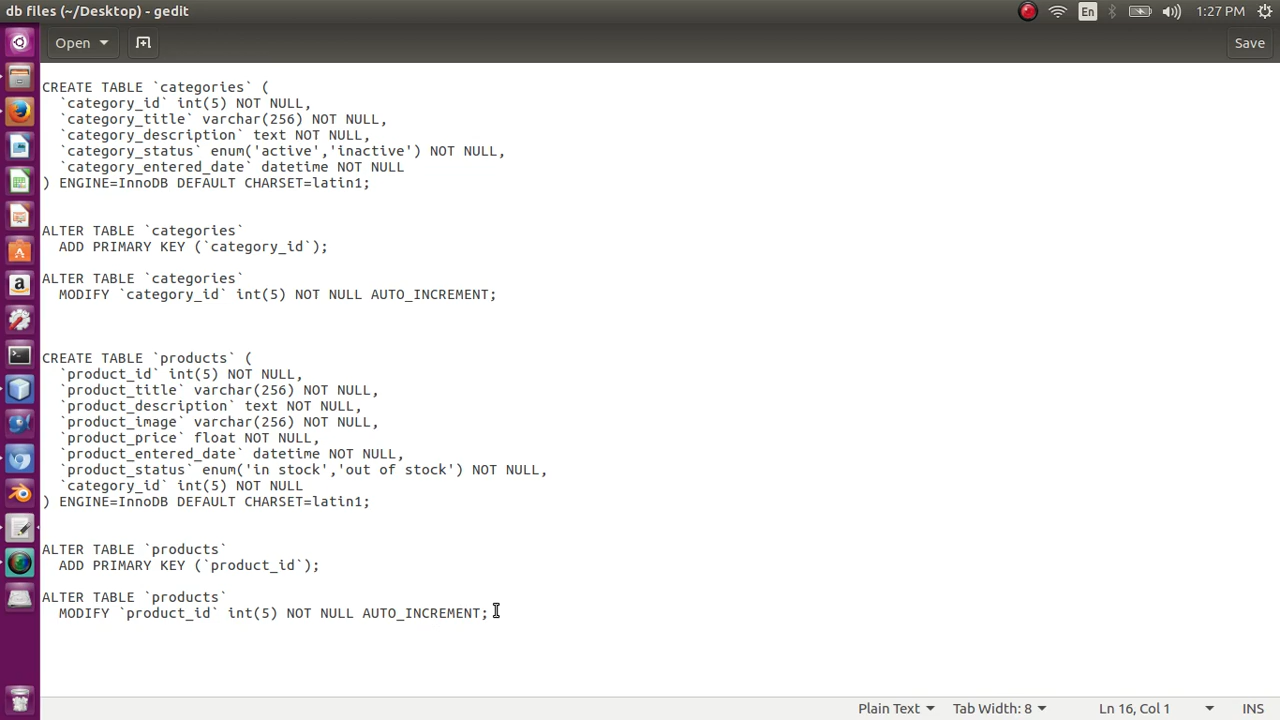 db files (~/Desktop) - gedit
En
1:27 PM
Open
Save
CREATE TABLE `categories` (
  `category_id` int(5) NOT NULL,
  `category_title` varchar(256) NOT NULL,
  `category_description` text NOT NULL,
  `category_status` enum('active','inactive') NOT NULL,
  `category_entered_date` datetime NOT NULL
) ENGINE=InnoDB DEFAULT CHARSET=latin1;
ALTER TABLE `categories`
  ADD PRIMARY KEY (`category_id`);
ALTER TABLE `categories`
  MODIFY `category_id` int(5) NOT NULL AUTO_INCREMENT;
CREATE TABLE `products` (
  `product_id` int(5) NOT NULL,
  `product_title` varchar(256) NOT NULL,
  `product_description` text NOT NULL,
  `product_image` varchar(256) NOT NULL,
  `product_price` float NOT NULL,
  `product_entered_date` datetime NOT NULL,
  `product_status` enum('in stock','out of stock') NOT NULL,
  `category_id` int(5) NOT NULL
) ENGINE=InnoDB DEFAULT CHARSET=latin1;
ALTER TABLE `products`
  ADD PRIMARY KEY (`product_id`);
ALTER TABLE `products`
  MODIFY `product_id` int(5) NOT NULL AUTO_INCREMENT;
Plain Text
Tab Width: 8
Ln 16, Col 1
INS